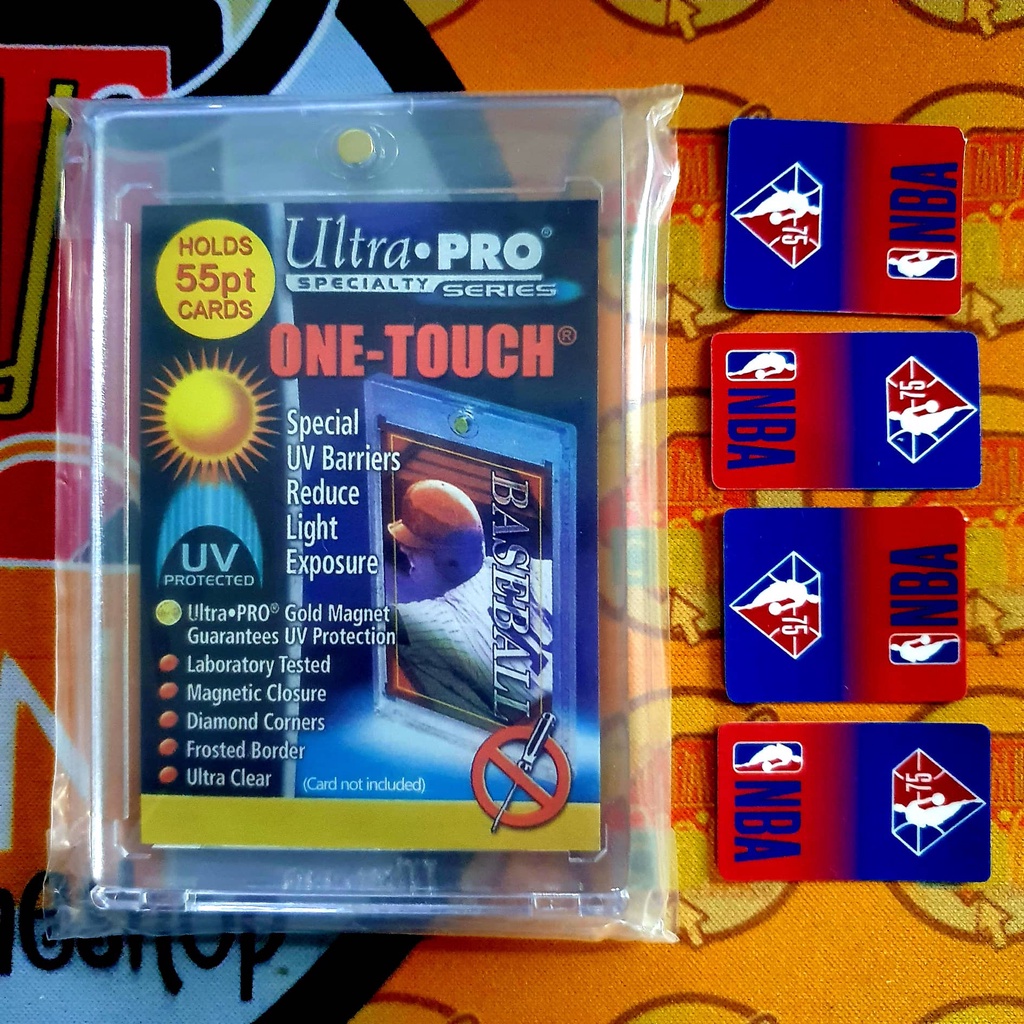 HOLDS
55pt
CARDS
Ultra•PRO®
SPECIALTY SERIES
ONE-TOUCH®
Special
UV Barriers
Reduce
Light
Exposure
UV
PROTECTED
BASEBALL
Ultra•PRO® Gold Magnet
Guarantees UV Protection
Laboratory Tested
Magnetic Closure
Diamond Corners
Frosted Border
Ultra Clear
(Card not included)
75
NBA
NBA
75
75
NBA
NBA
75